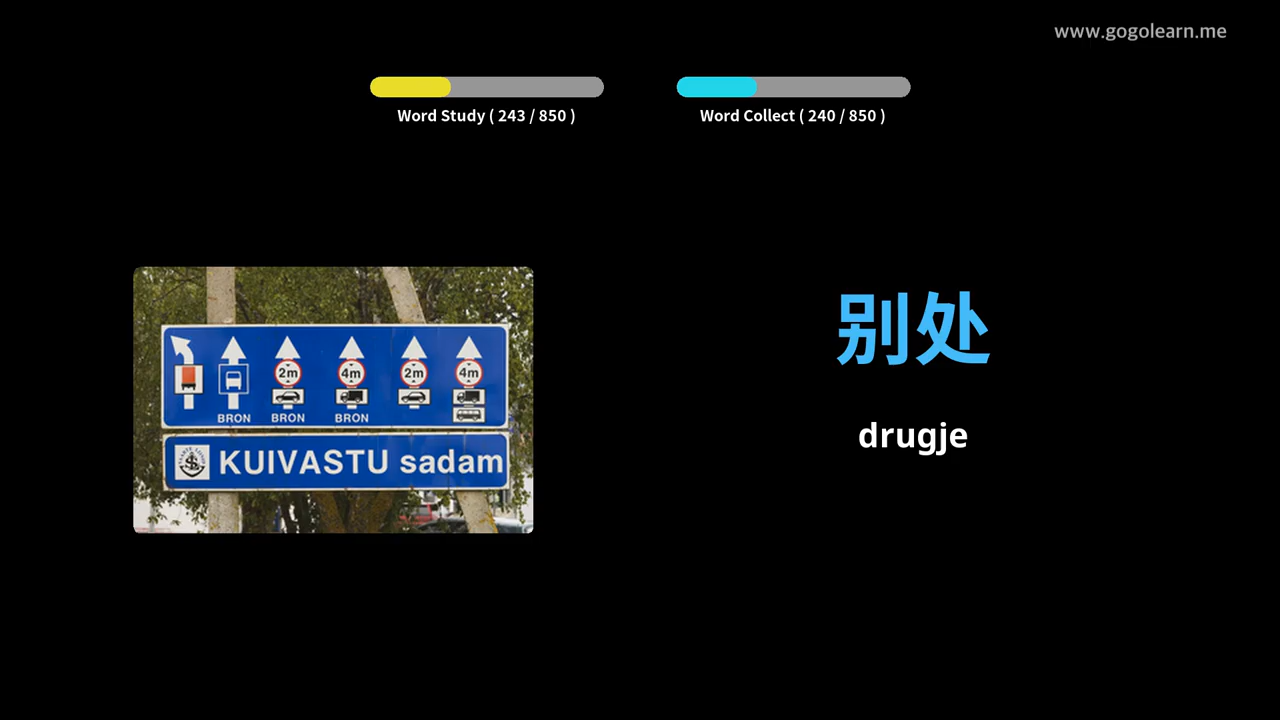 www.gogolearn.me
Word Study ( 243 / 850 )
Word Collect ( 240 / 850 )
2m 4m 2m 4m
BRON BRON BRON
KUIVASTU sadam
别处
drugje